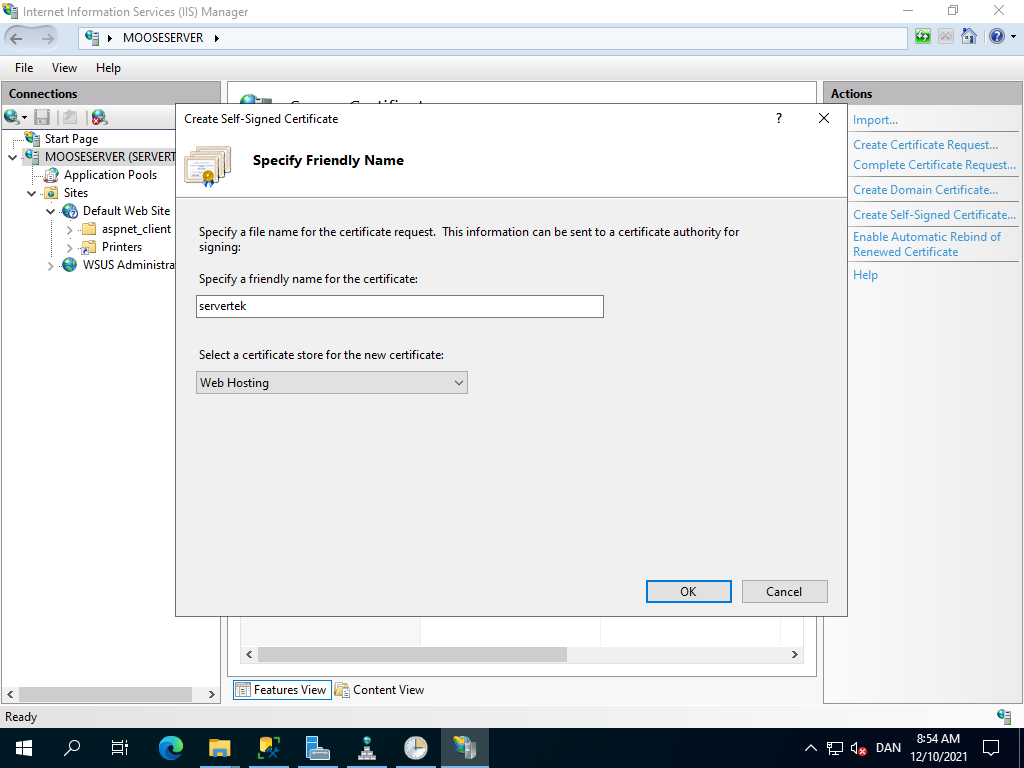 Internet Information Services (IIS) Manager
MOOSESERVER
File View Help
Connections
Start Page
MOOSESERVER (SERVERT
Application Pools
Sites
Default Web Site
aspnet_client
Printers
WSUS Administra
Create Self-Signed Certificate
?
Specify Friendly Name
Specify a file name for the certificate request. This information can be sent to a certificate authority for
signing:
Specify a friendly name for the certificate:
servertek
Select a certificate store for the new certificate:
Web Hosting
OK
Cancel
Actions
Import...
Create Certificate Request...
Complete Certificate Request...
Create Domain Certificate...
Create Self-Signed Certificate...
Enable Automatic Rebind of
Renewed Certificate
Help
Features View
Content View
Ready
DAN
8:54 AM
12/10/2021